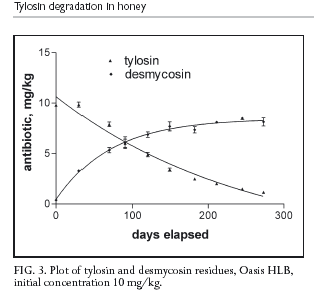 Tylosin degradation in honey
antibiotic, mg/kg
15
10
5
0
tylosin
desmycosin
0
100
200
300
days elapsed
FIG. 3. Plot of tylosin and desmycosin residues, Oasis HLB,
initial concentration 10 mg/kg.